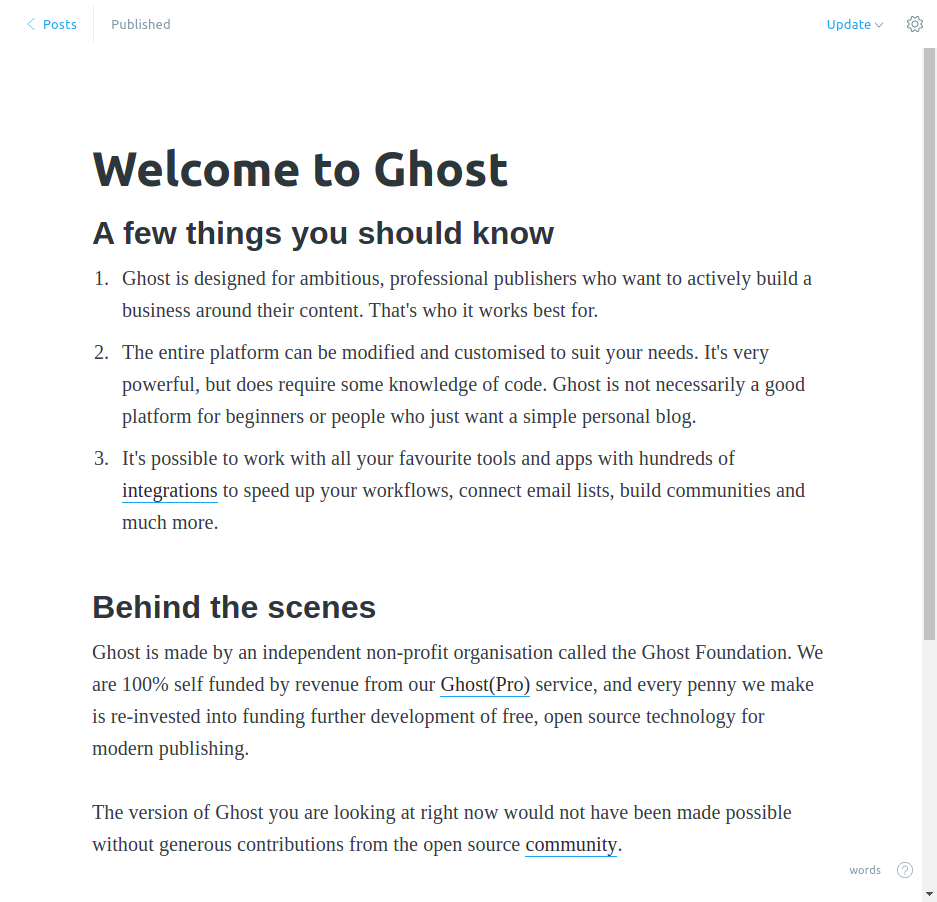 Posts
Published
Update
Welcome to Ghost
A few things you should know
1. Ghost is designed for ambitious, professional publishers who want to actively build a
business around their content. That's who it works best for.
2. The entire platform can be modified and customised to suit your needs. It's very
powerful, but does require some knowledge of code. Ghost is not necessarily a good
platform for beginners or people who just want a simple personal blog.
3. It's possible to work with all your favourite tools and apps with hundreds of
integrations to speed up your workflows, connect email lists, build communities and
much more.
Behind the scenes
Ghost is made by an independent non-profit organisation called the Ghost Foundation. We
are 100% self funded by revenue from our Ghost(Pro) service, and every penny we make
is re-invested into funding further development of free, open source technology for
modern publishing.
The version of Ghost you are looking at right now would not have been made possible
without generous contributions from the open source community.
words ?